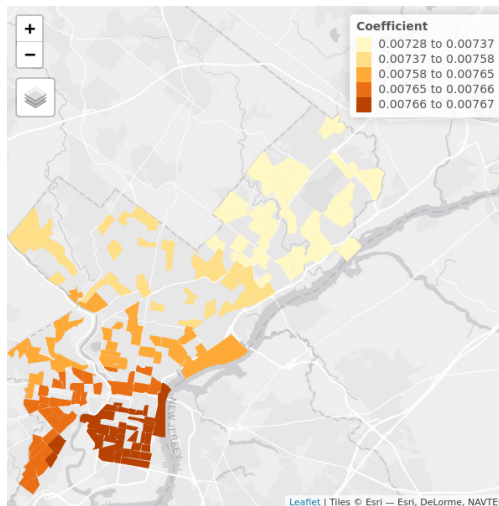 +
−
Coefficient
0.00728 to 0.00737
0.00737 to 0.00758
0.00758 to 0.00765
0.00765 to 0.00766
0.00766 to 0.00767
NEW JERSEY
Leaflet | Tiles © Esri — Esri, DeLorme, NAVTE